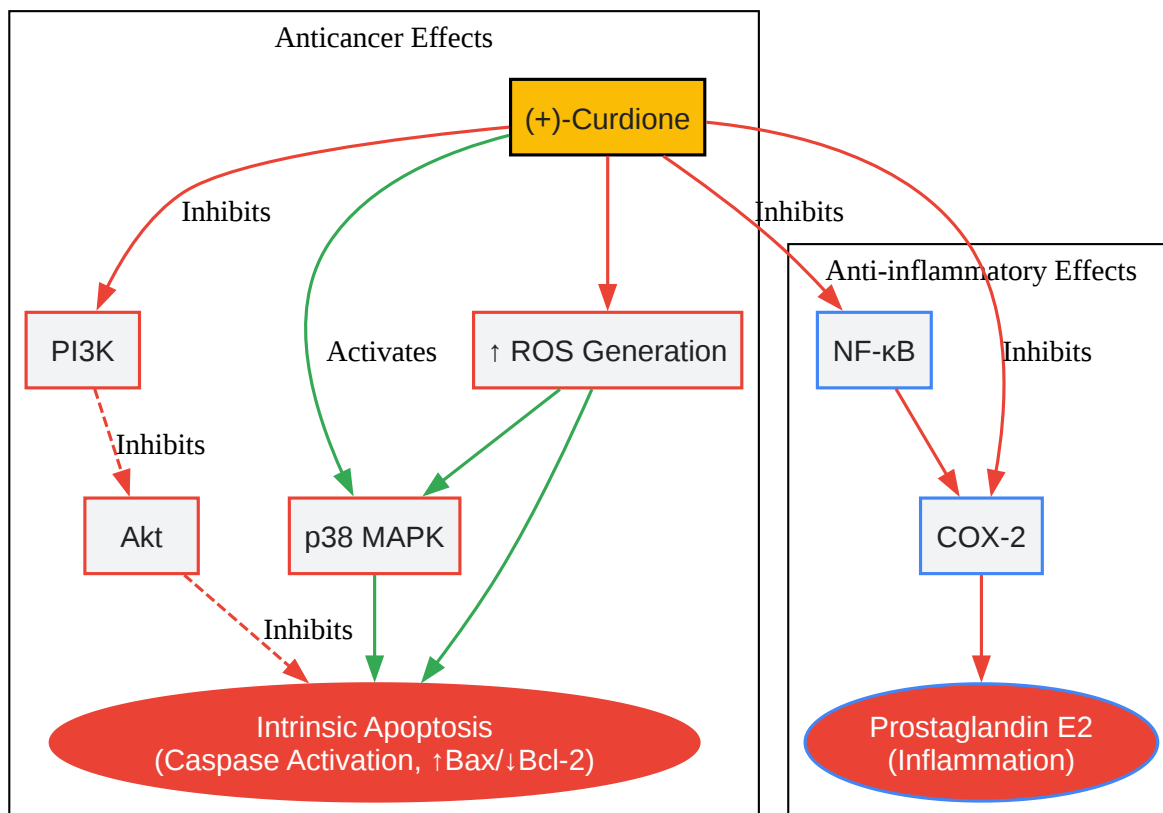 Anticancer Effects
(+)-Curdione
Inhibits
Inhibits
Anti-inflammatory Effects
PI3K
Activates
↑ ROS Generation
NF-κB
Inhibits
Inhibits
Akt
p38 MAPK
COX-2
Inhibits
Intrinsic Apoptosis
(Caspase Activation, ↑Bax/↓Bcl-2)
Prostaglandin E2
(Inflammation)